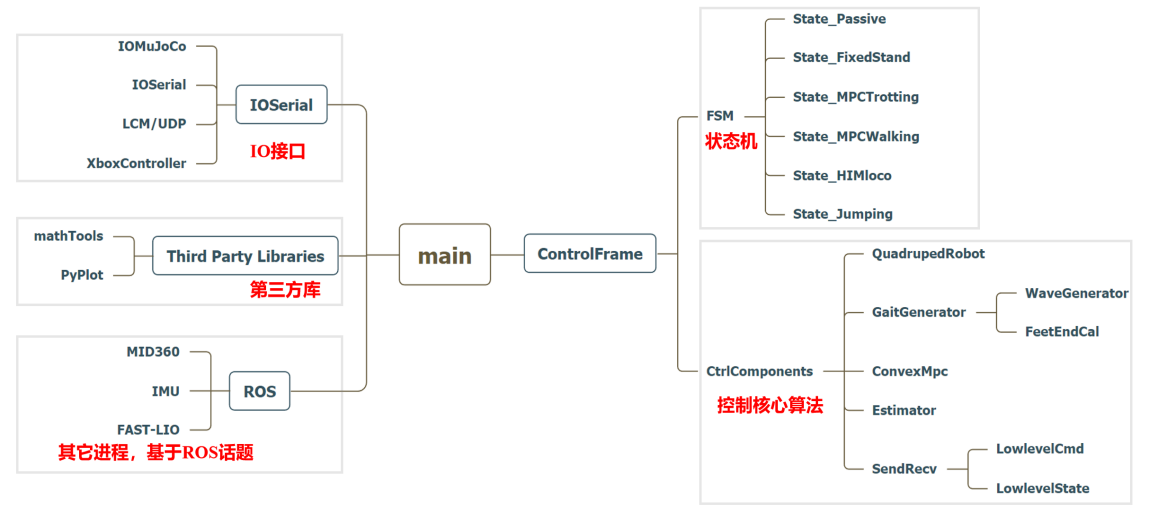 IOMuJoCo
IOSerial
LCM/UDP
XboxController
IOSerial
IO接口
mathTools
PyPlot
Third Party Libraries
第三方库
MID360
IMU
FAST-LIO
ROS
其它进程，基于ROS话题
main
ControlFrame
FSM
状态机
State_Passive
State_FixedStand
State_MPCTrotting
State_MPCWalking
State_HIMloco
State_Jumping
CtrlComponents
控制核心算法
QuadrupedRobot
GaitGenerator
WaveGenerator
FeetEndCal
ConvexMpc
Estimator
SendRecv
LowlevelCmd
LowlevelState